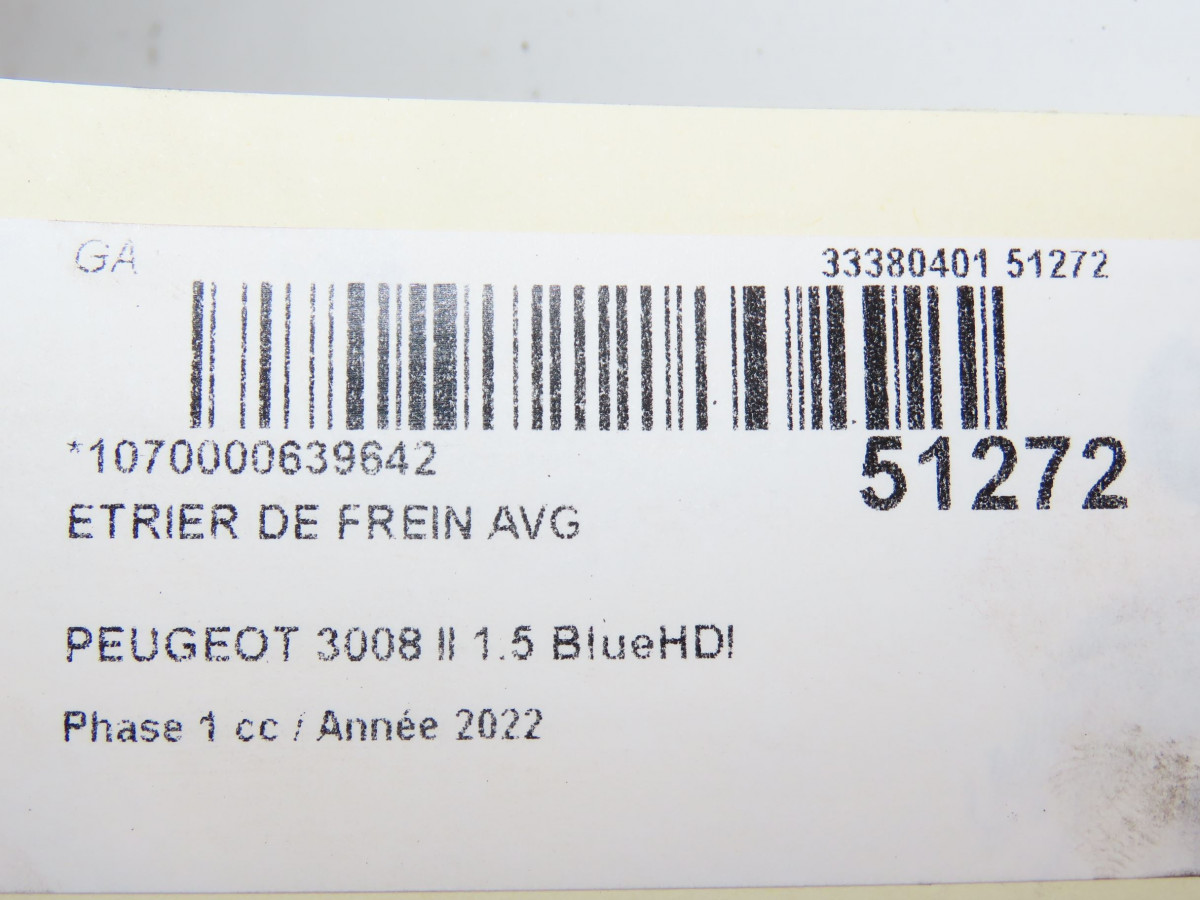 GA
33380401 51272
*1070000639642
51272
ETRIER DE FREIN AVG
PEUGEOT 3008 II 1.5 BlueHDI
Phase 1 cc / Année 2022